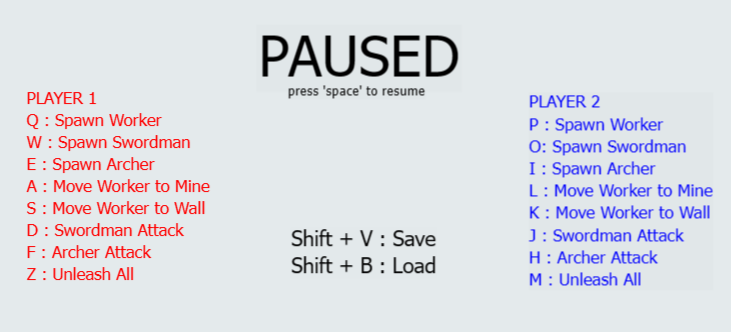 PAUSED
press 'space' to resume
PLAYER 1
Q : Spawn Worker
W : Spawn Swordman
E : Spawn Archer
A : Move Worker to Mine
S : Move Worker to Wall
D : Swordman Attack
F : Archer Attack
Z : Unleash All
PLAYER 2
P : Spawn Worker
O: Spawn Swordman
I : Spawn Archer
L : Move Worker to Mine
K : Move Worker to Wall
J : Swordman Attack
H : Archer Attack
M : Unleash All
Shift + V : Save
Shift + B : Load